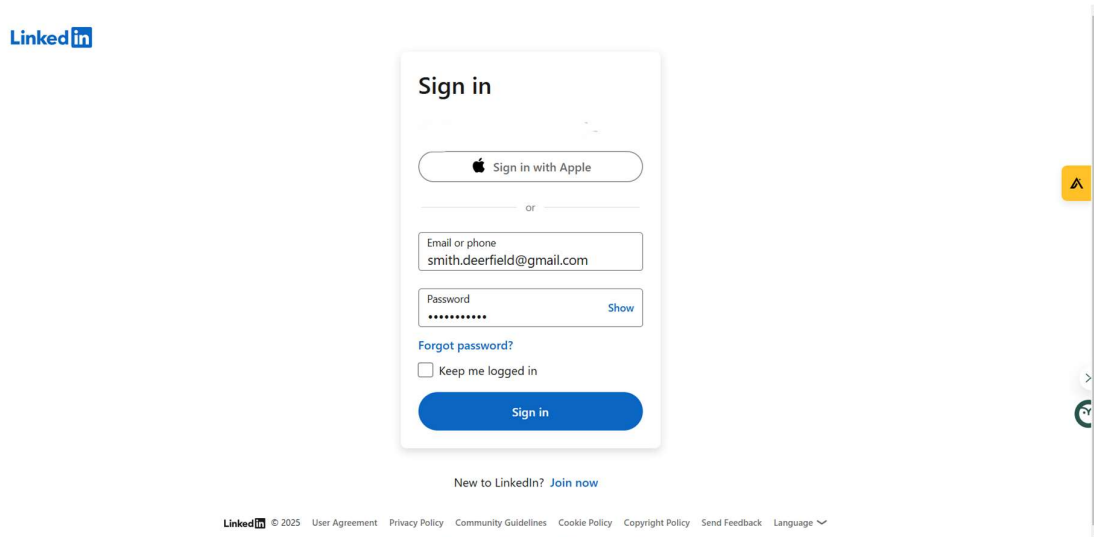 Linked in
Sign in
Sign in with Apple
or
Email or phone
smith.deerfield@gmail.com
Password
Show
Forgot password?
Keep me logged in
Sign in
New to LinkedIn? Join now
Linked in © 2025 User Agreement Privacy Policy Community Guidelines Cookie Policy Copyright Policy Send Feedback Language